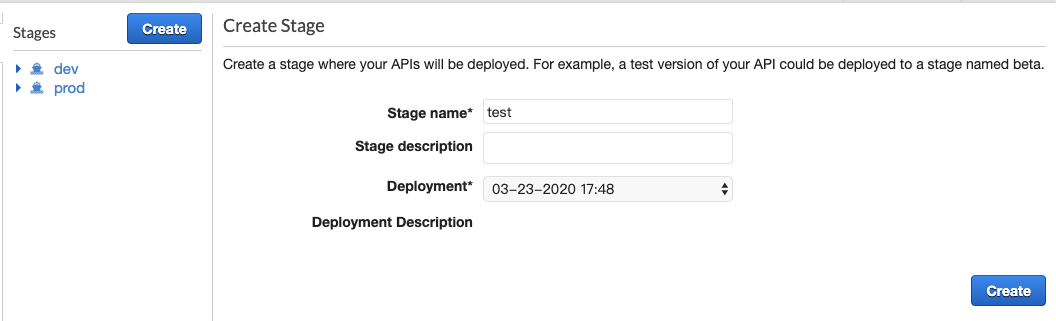 Stages
Create
dev
prod
Create Stage
Create a stage where your APIs will be deployed. For example, a test version of your API could be deployed to a stage named beta.
Stage name* test
Stage description
Deployment* 03–23–2020 17:48
Deployment Description
Create